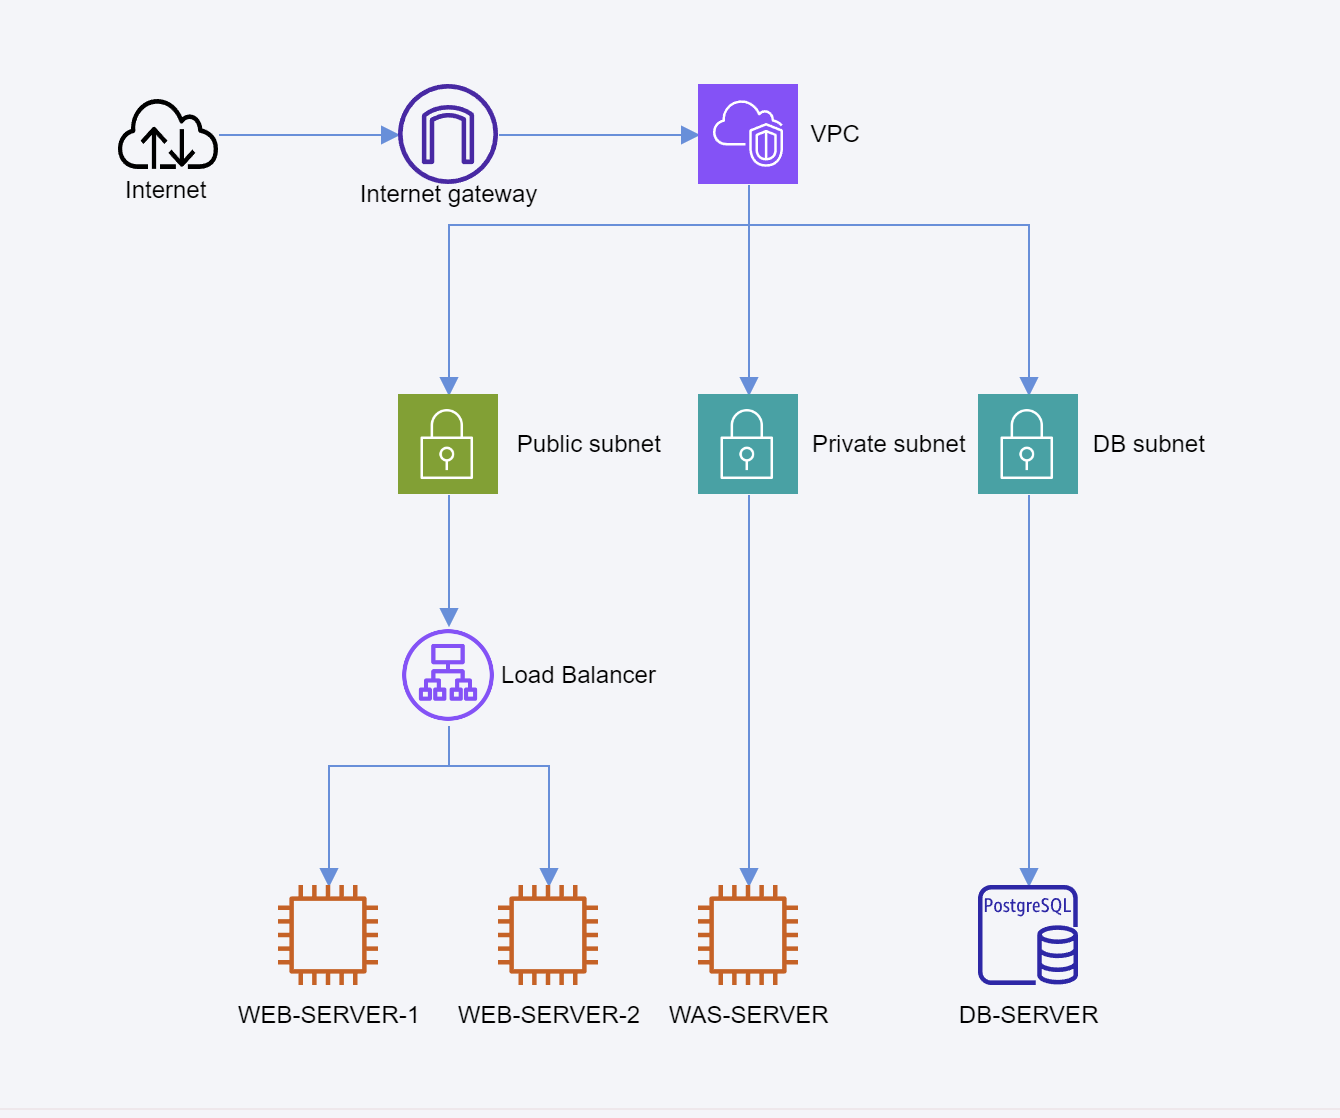 VPC
Internet
Internet gateway
Public subnet
Private subnet
DB subnet
Load Balancer
PostgreSQL
WEB-SERVER-1
WEB-SERVER-2
WAS-SERVER
DB-SERVER